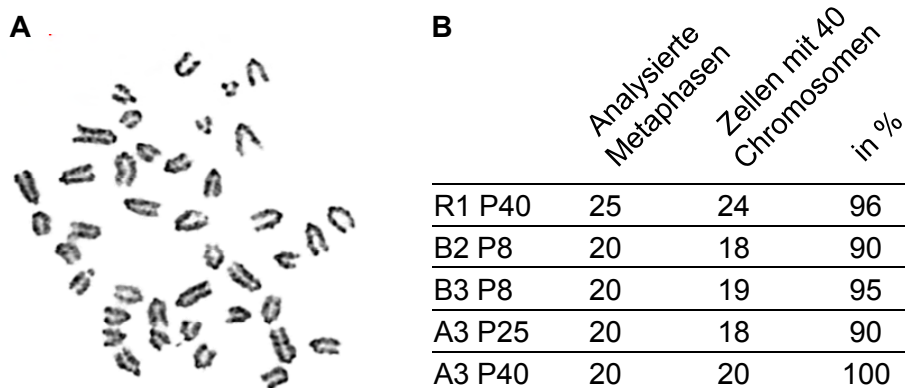 A
B
Analysierte
Metaphasen
Zellen mit 40
Chromosomen
in %
R1 P40 25 24 96
B2 P8 20 18 90
B3 P8 20 19 95
A3 P25 20 18 90
A3 P40 20 20 100